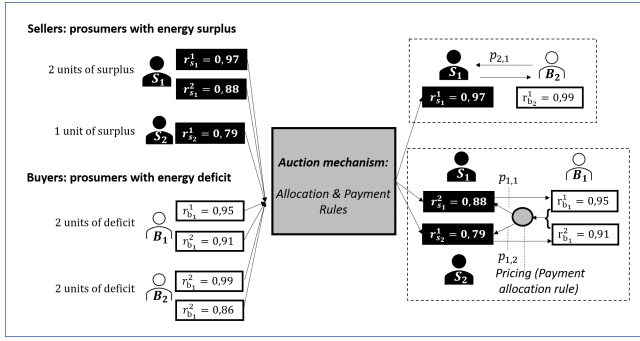 Sellers: prosumers with energy surplus
2 units of surplus
S₁
r¹ₛ₁ = 0,97
r²ₛ₁ = 0,88
1 unit of surplus
S₂
r¹ₛ₂ = 0,79
Buyers: prosumers with energy deficit
2 units of deficit
B₁
r¹b₁ = 0,95
r²b₁ = 0,91
2 units of deficit
B₂
r²b₁ = 0,99
r²b₁ = 0,86
Auction mechanism:
Allocation & Payment
Rules
S₁
p₂,₁
B₂
r¹ₛ₁ = 0,97
r¹b₂ = 0,99
S₁
p₁,₁
B₁
r²ₛ₁ = 0,88
r¹b₁ = 0,95
r¹ₛ₂ = 0,79
r²b₁ = 0,91
S₂
p₁,₂
Pricing (Payment
allocation rule)